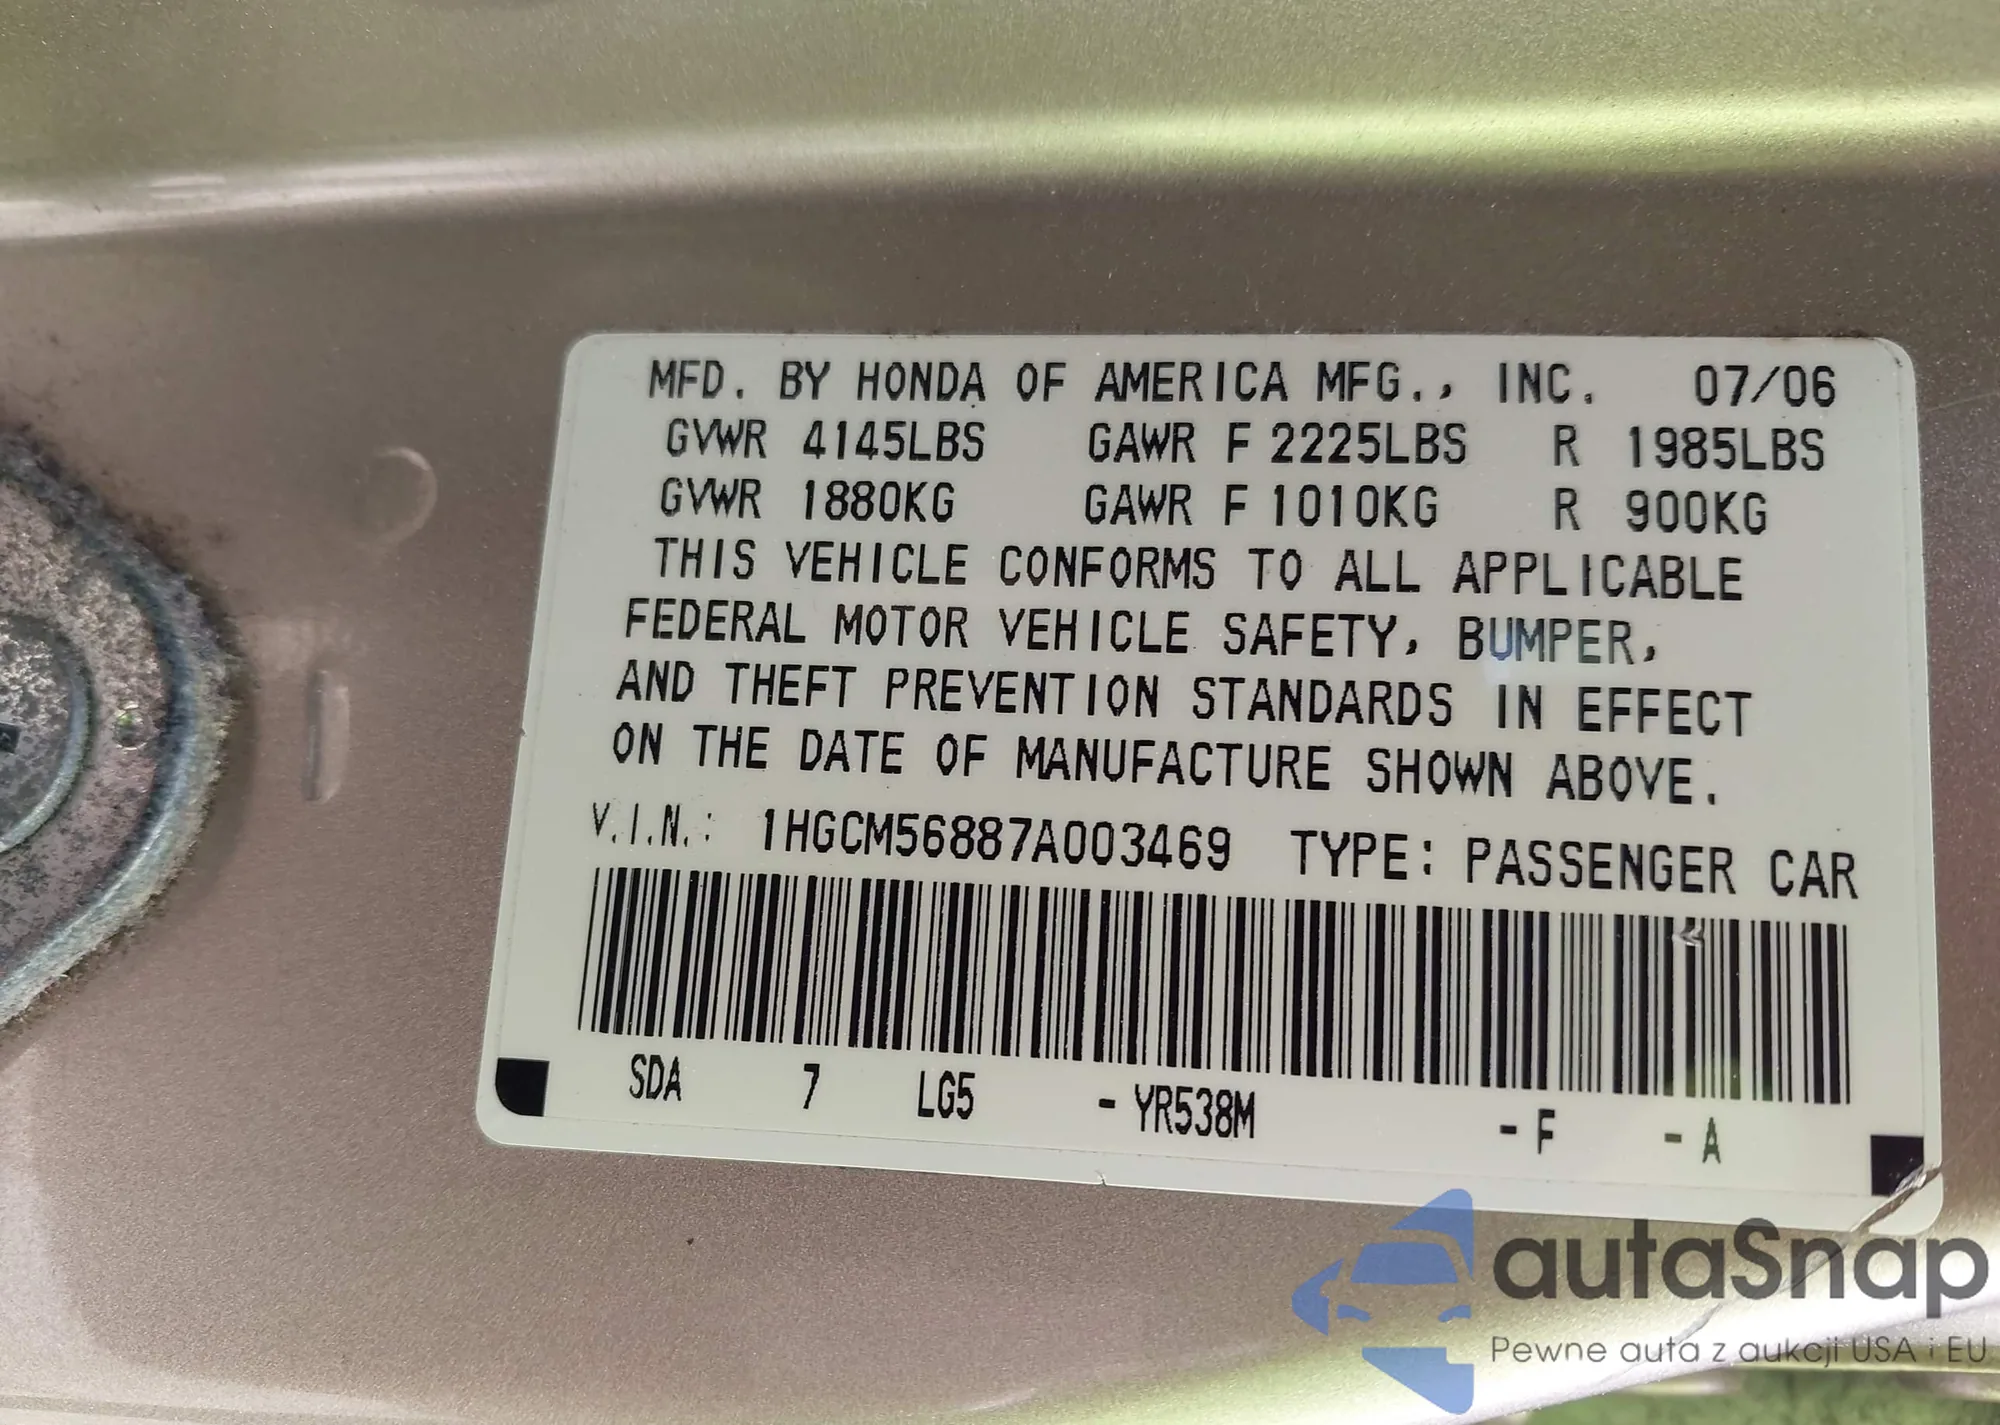 MFD. BY HONDA OF AMERICA MFG., INC. 07/06
GVWR 4145LBS GAWR F 2225LBS R 1985LBS
GVWR 1880KG GAWR F 1010KG R 900KG
THIS VEHICLE CONFORMS TO ALL APPLICABLE
FEDERAL MOTOR VEHICLE SAFETY, BUMPER,
AND THEFT PREVENTION STANDARDS IN EFFECT
ON THE DATE OF MANUFACTURE SHOWN ABOVE.
V.I.N.: 1HGCM56887A003469 TYPE: PASSENGER CAR
SDA 7 LG5 - YR538M - F - A
autaSnap
Pewne auta z aukcji USA i EU